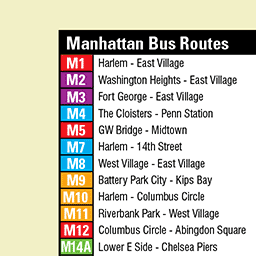 Manhattan Bus Routes
M1 Harlem - East Village
M2 Washington Heights - East Village
M3 Fort George - East Village
M4 The Cloisters - Penn Station
M5 GW Bridge - Midtown
M7 Harlem - 14th Street
M8 West Village - East Village
M9 Battery Park City - Kips Bay
M10 Harlem - Columbus Circle
M11 Riverbank Park - West Village
M12 Columbus Circle - Abingdon Square
M14A Lower E Side - Chelsea Piers